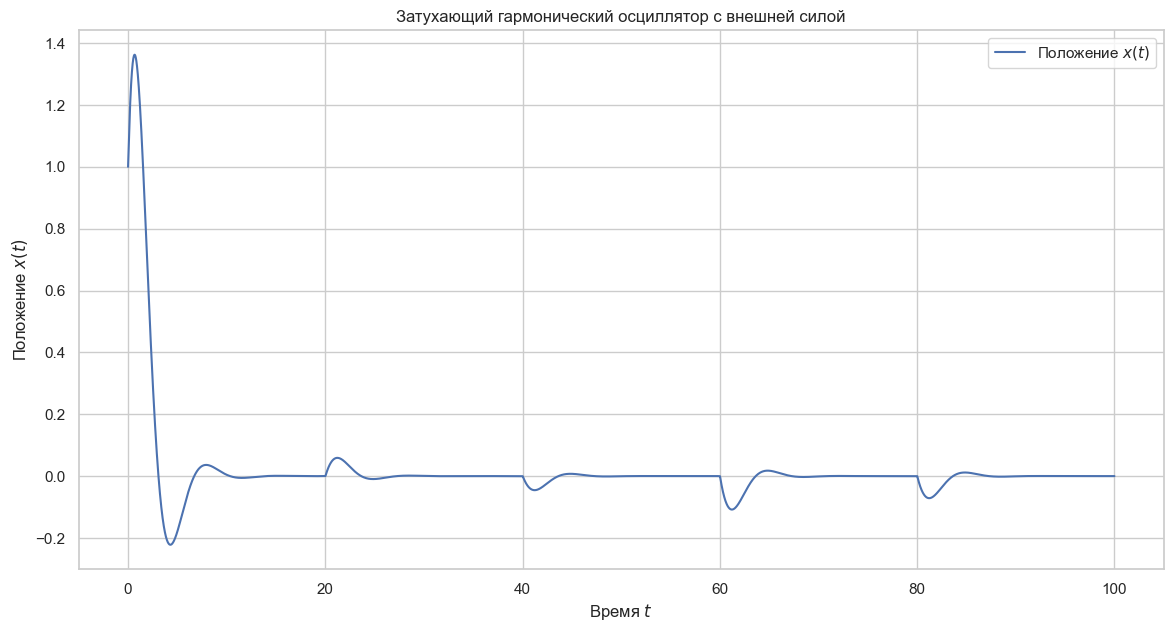 Затухающий гармонический осциллятор с внешней силой
Положение x(t)
1.4
1.2
1.0
0.8
0.6
0.4
0.2
0.0
−0.2
Положение x(t)
0 20 40 60 80 100
Время t